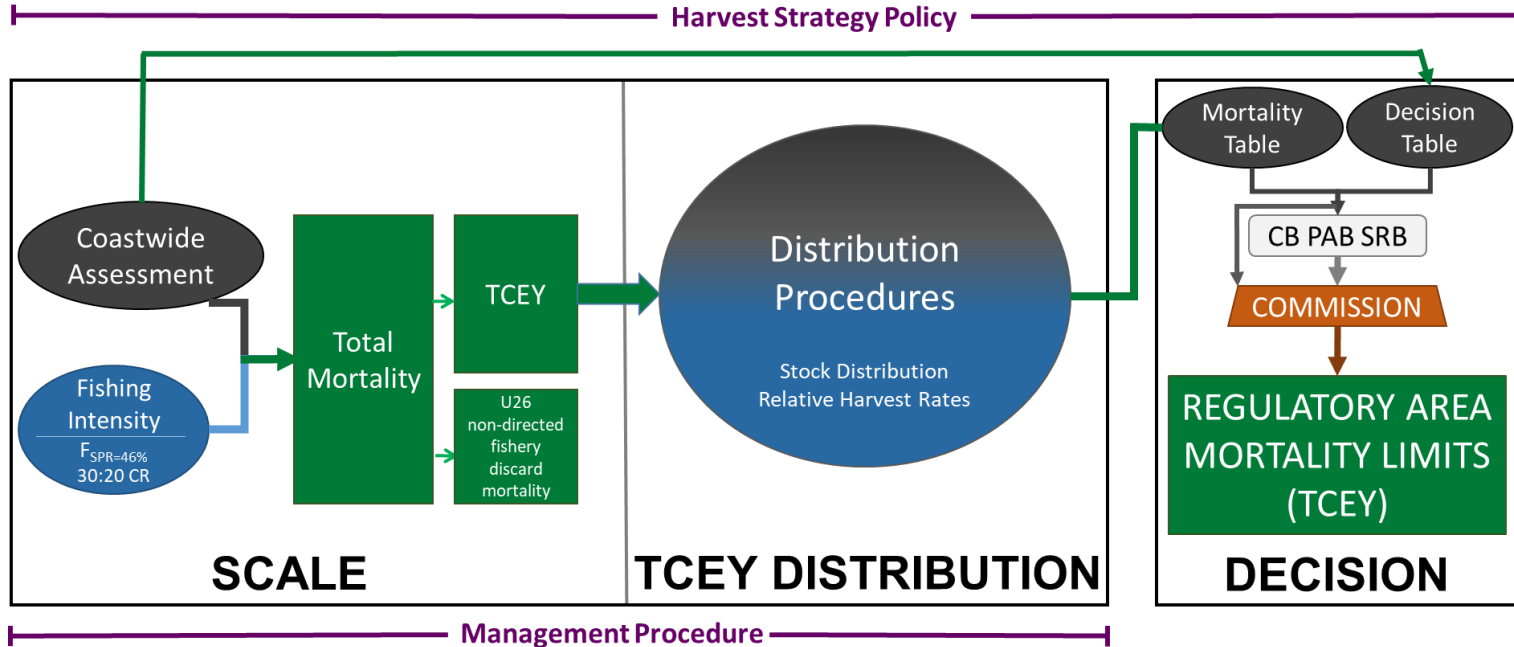 Harvest Strategy Policy
Coastwide
Assessment
Fishing
Intensity
F_SPR=46%
30:20 CR
Total
Mortality
TCEY
U26
non-directed
fishery
discard
mortality
SCALE
Distribution
Procedures
Stock Distribution
Relative Harvest Rates
TCEY DISTRIBUTION
Mortality
Table
Decision
Table
CB PAB SRB
COMMISSION
REGULATORY AREA
MORTALITY LIMITS
(TCEY)
DECISION
Management Procedure